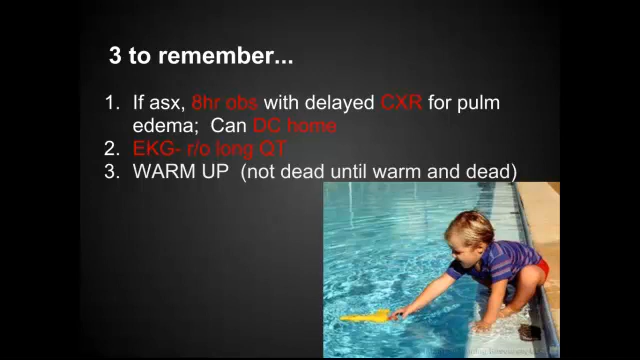 3 to remember...
1. If asx, 8hr obs with delayed CXR for pulm
edema; Can DC home
2. EKG- r/o long QT
3. WARM UP (not dead until warm and dead)